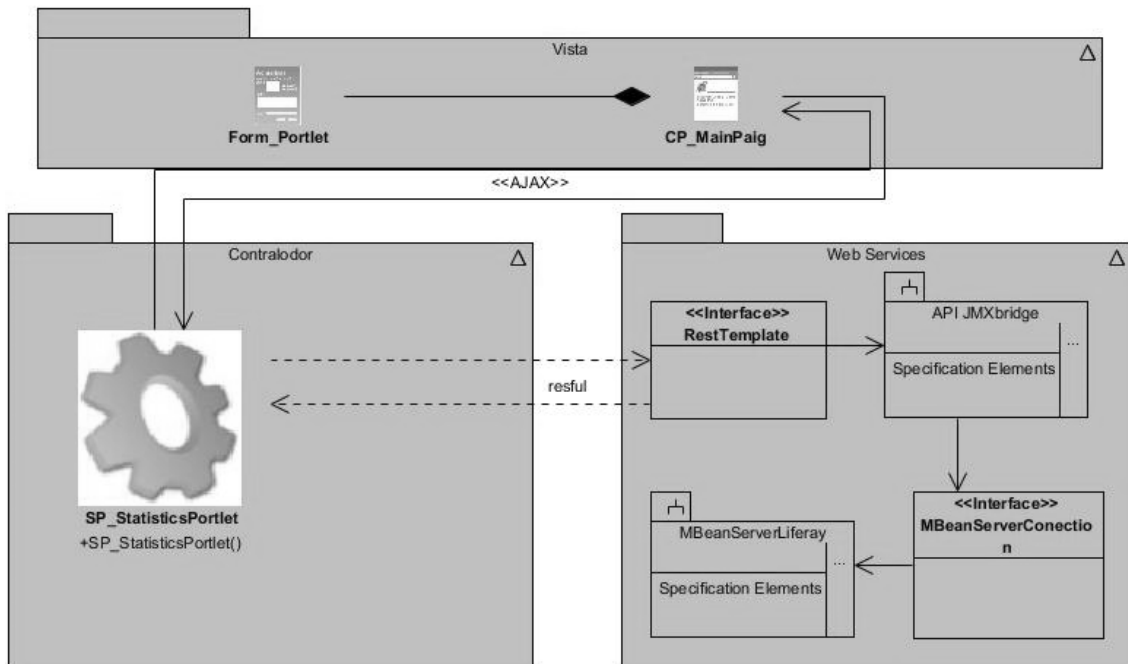 Vista
Form_Portlet
CP_MainPaig
<<AJAX>>
Contralodor
Web Services
<<Interface>>
RestTemplate
API JMXbridge
...
Specification Elements
resful
SP_StatisticsPortlet
+SP_StatisticsPortlet()
MBeanServerLiferay
...
Specification Elements
<<Interface>>
MBeanServerConectio
n